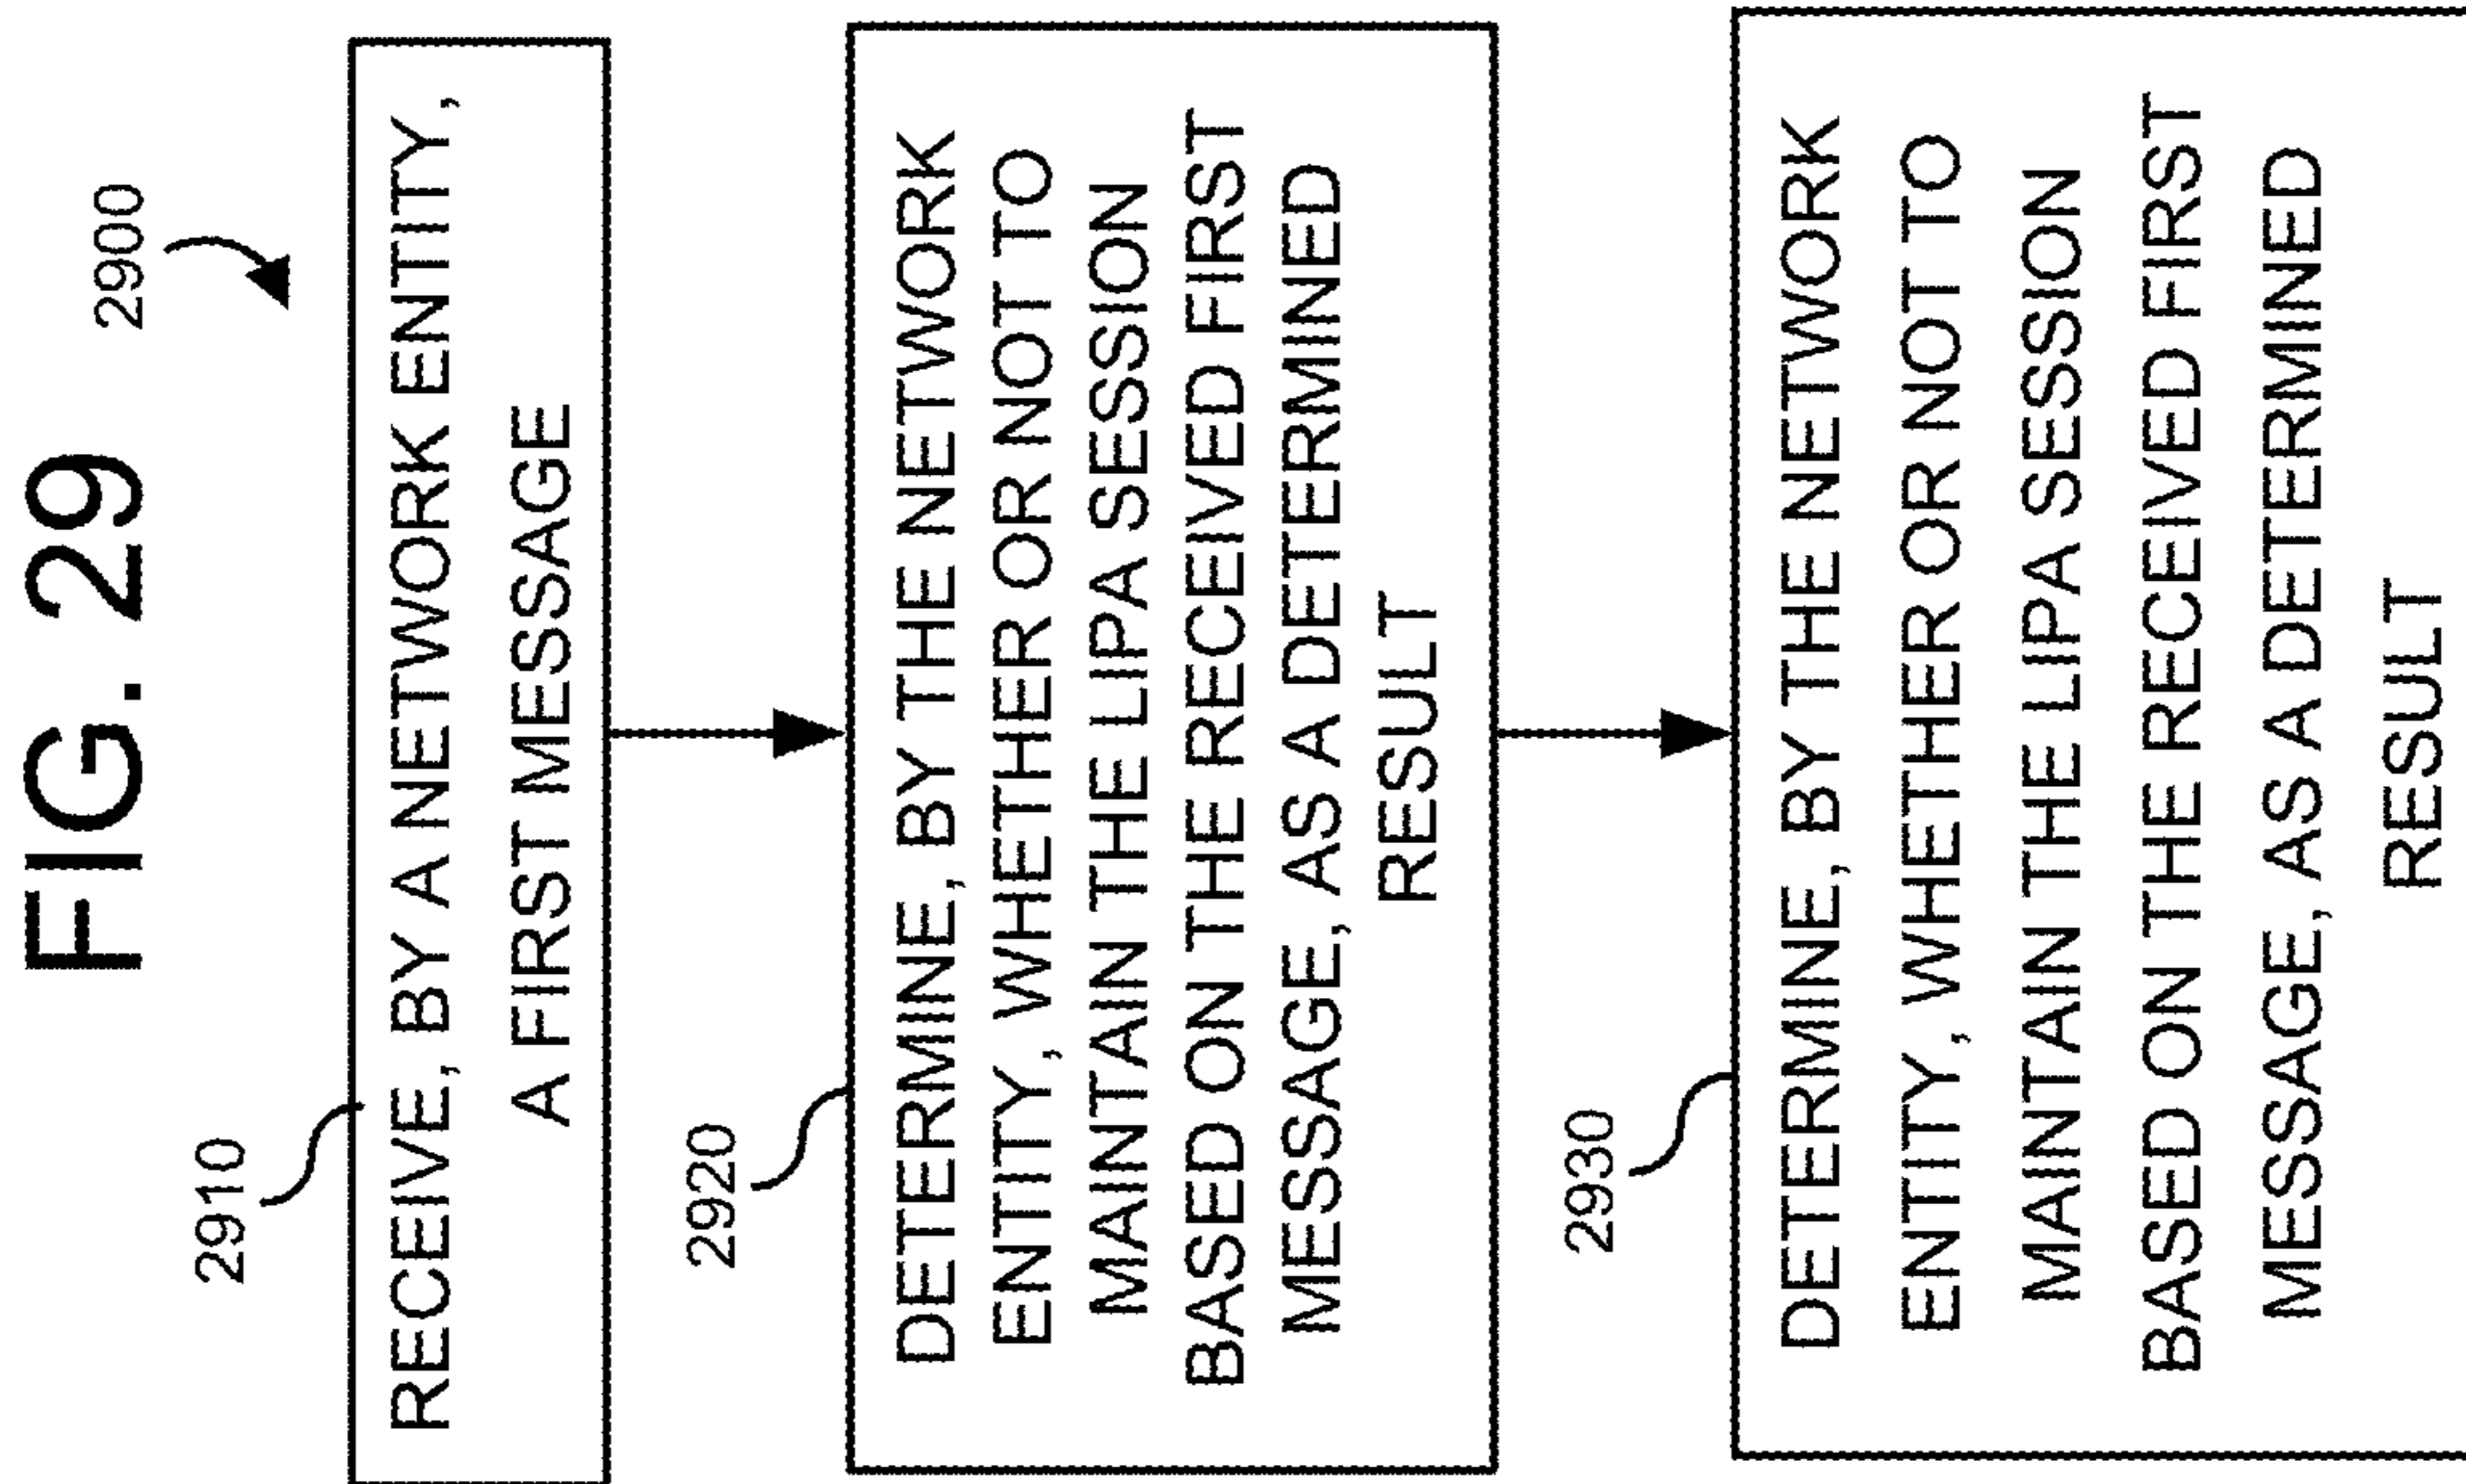 FIG. 29
2900
2910
RECEIVE, BY A NETWORK ENTITY,
A FIRST MESSAGE
2920
DETERMINE, BY THE NETWORK
ENTITY, WHETHER OR NOT TO
MAINTAIN THE LIPA SESSION
BASED ON THE RECEIVED FIRST
MESSAGE, AS A DETERMINED
RESULT
2930
DETERMINE, BY THE NETWORK
ENTITY, WHETHER OR NOT TO
MAINTAIN THE LIPA SESSION
BASED ON THE RECEIVED FIRST
MESSAGE, AS A DETERMINED
RESULT